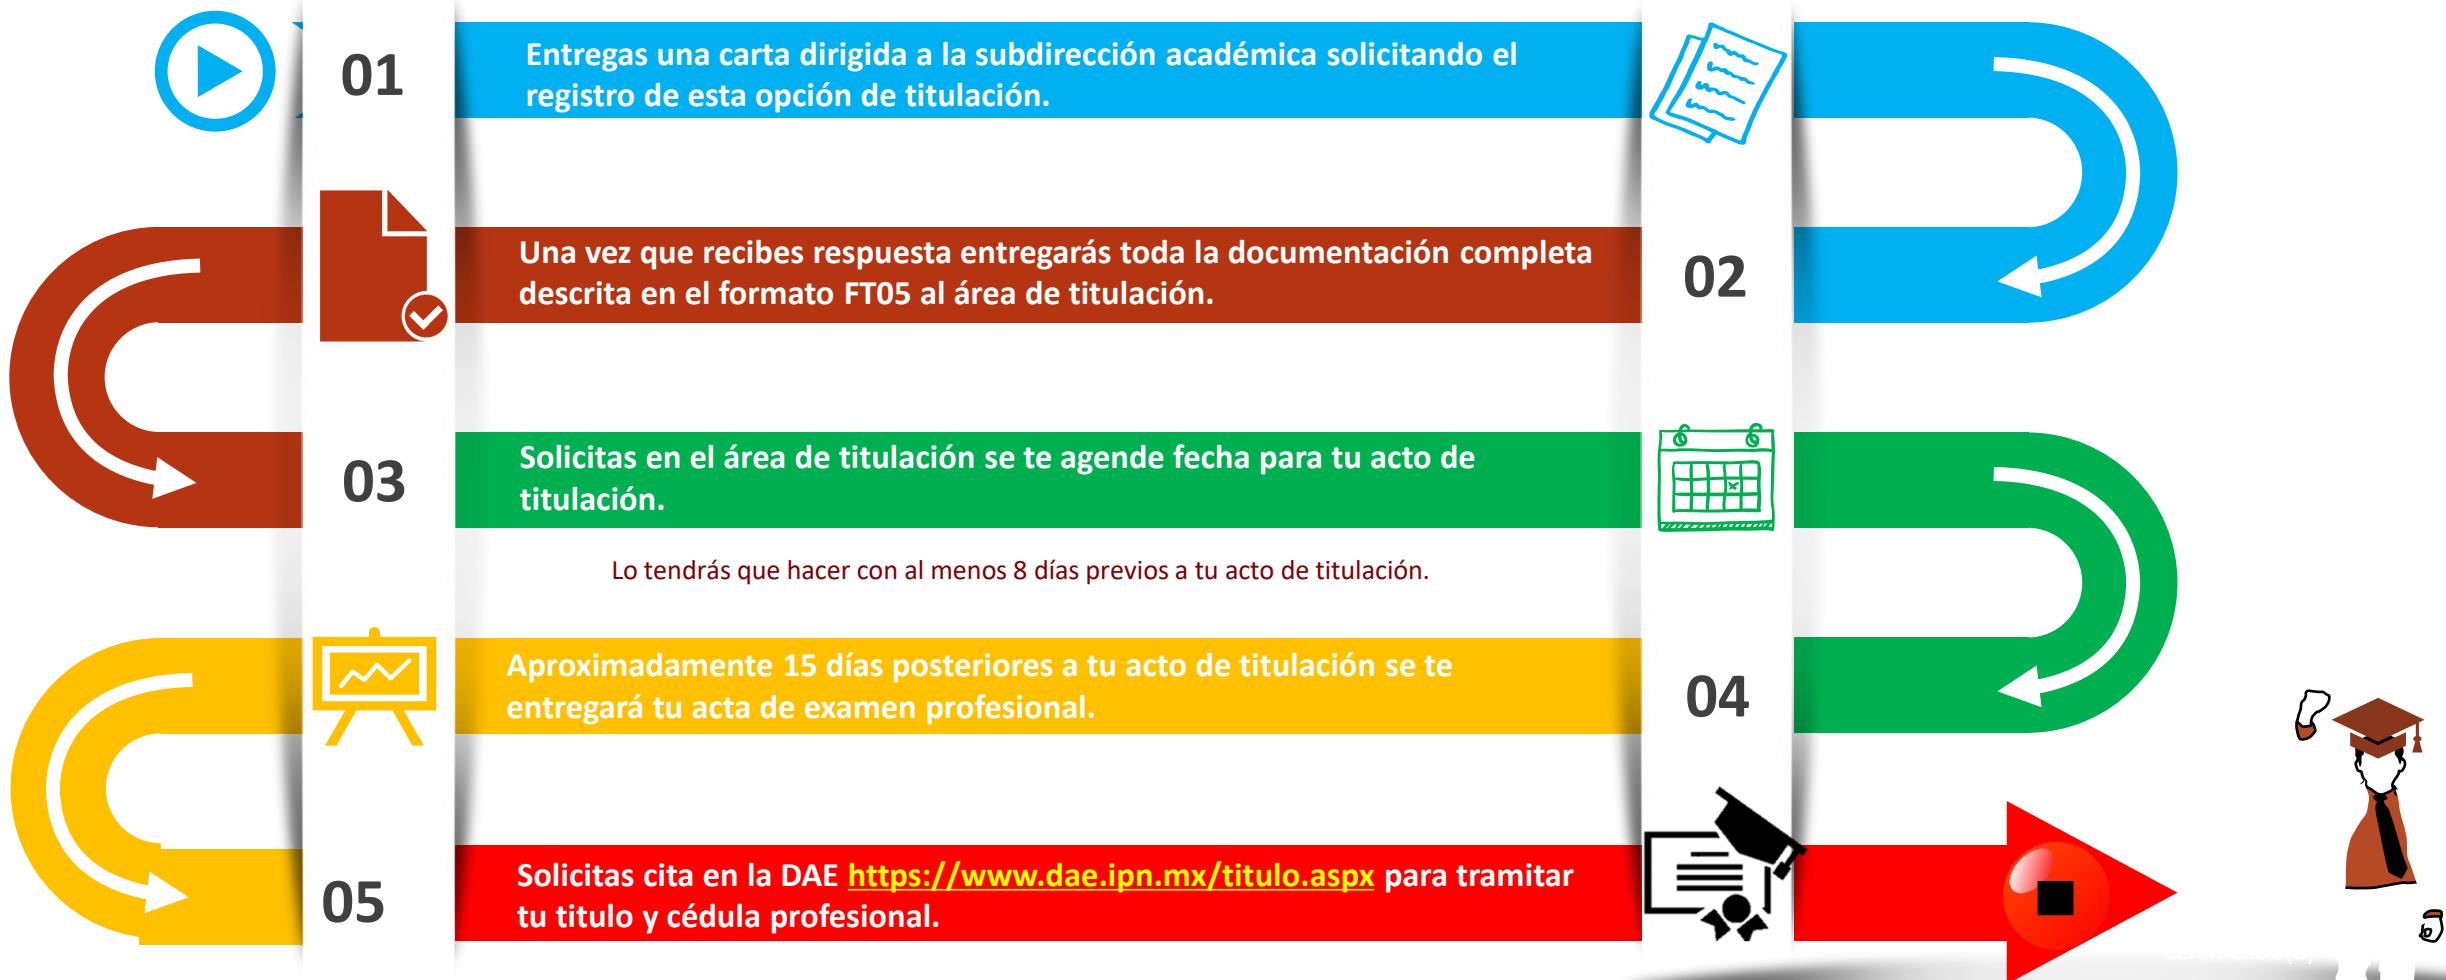 01
Entregas una carta dirigida a la subdirección académica solicitando el
registro de esta opción de titulación.
Una vez que recibes respuesta entregarás toda la documentación completa
descrita en el formato FT05 al área de titulación.
02
03
Solicitas en el área de titulación se te agende fecha para tu acto de
titulación.
Lo tendrás que hacer con al menos 8 días previos a tu acto de titulación.
Aproximadamente 15 días posteriores a tu acto de titulación se te
entregará tu acta de examen profesional.
04
05
Solicitas cita en la DAE https://www.dae.ipn.mx/titulo.aspx para tramitar
tu titulo y cédula profesional.